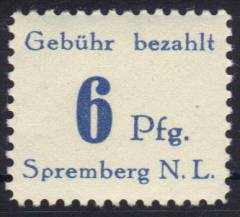 Gebühr bezahlt
6 Pfg.
Spremberg N.L.